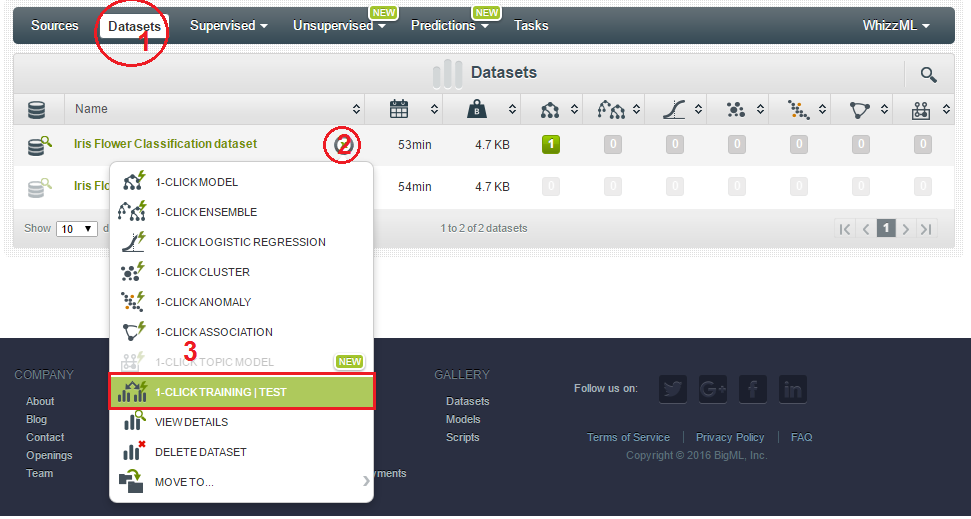 Sources Datasets Supervised Unsupervised NEW Predictions NEW Tasks WhizzML
1
Datasets
Name B
Iris Flower Classification dataset 2 53min 4.7 KB 1 0 0 0 0 0 0
Iris Flo 54min 4.7 KB 0 0 0 0 0 0 0
Show 10 d 1 to 2 of 2 datasets 1
1-CLICK MODEL
1-CLICK ENSEMBLE
1-CLICK LOGISTIC REGRESSION
1-CLICK CLUSTER
1-CLICK ANOMALY
1-CLICK ASSOCIATION
3
1-CLICK TOPIC MODEL NEW
1-CLICK TRAINING | TEST
VIEW DETAILS
DELETE DATASET
MOVE TO...
COMPANY
About
Blog
Contact
Openings
Team
yments
GALLERY
Datasets
Models
Scripts
Follow us on: G+ f in
Terms of Service | Privacy Policy | FAQ
Copyright © 2016 BigML, Inc.